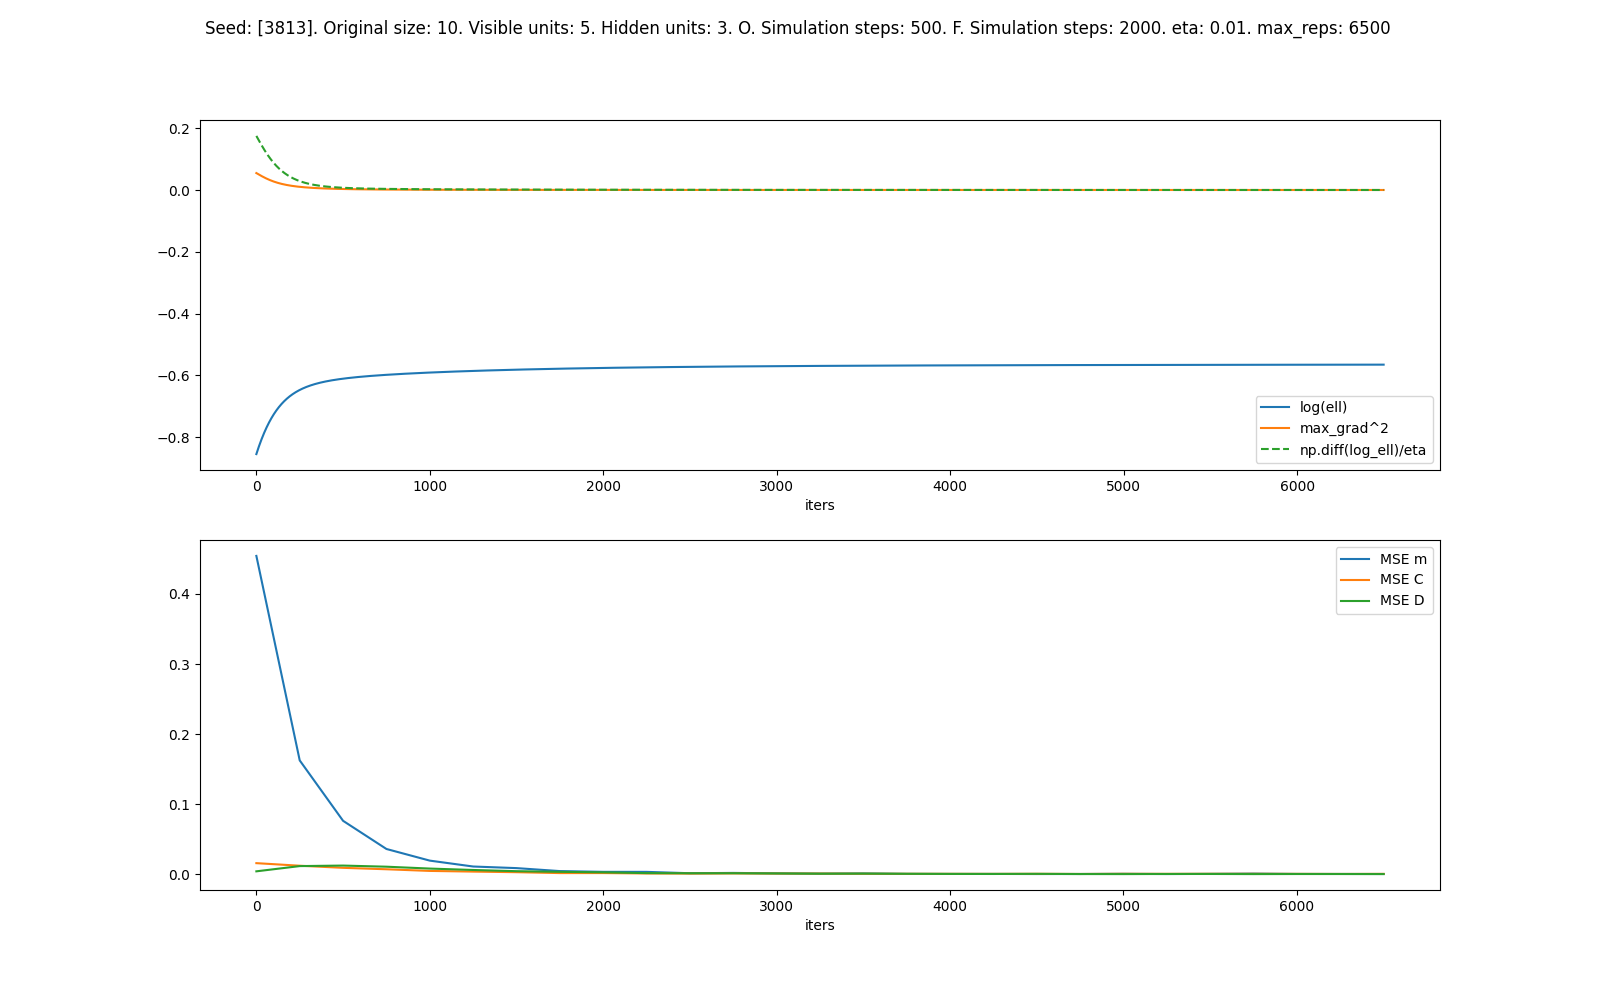 Seed: [3813]. Original size: 10. Visible units: 5. Hidden units: 3. O. Simulation steps: 500. F. Simulation steps: 2000. eta: 0.01. max_reps: 6500
0.2
0.0
−0.2
−0.4
−0.6
−0.8
log(ell)
max_grad^2
np.diff(log_ell)/eta
0 1000 2000 3000 4000 5000 6000
iters
MSE m
MSE C
MSE D
0.4
0.3
0.2
0.1
0.0
0 1000 2000 3000 4000 5000 6000
iters